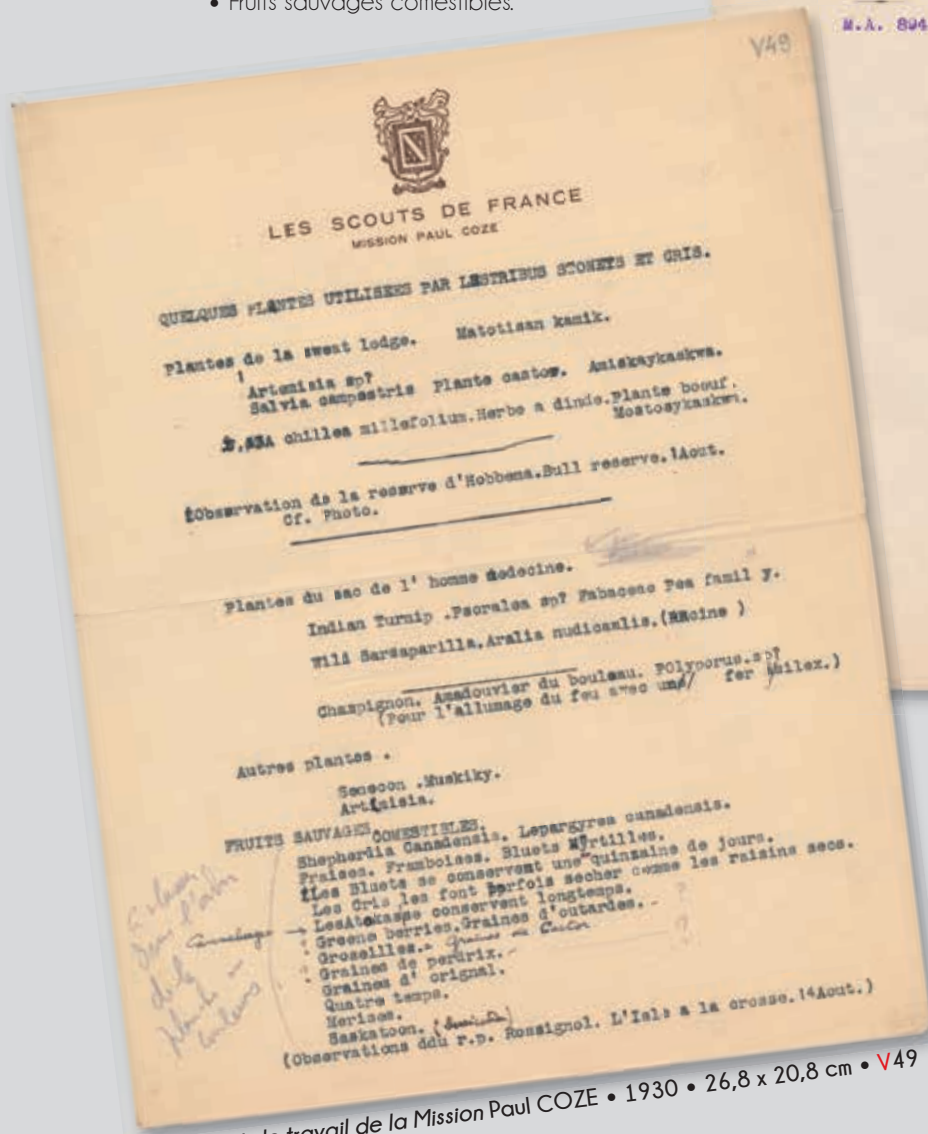 • Fruits sauvages comestibles.
M.A. 894
V49
LES SCOUTS DE FRANCE
MISSION PAUL COZE
QUELQUES PLANTES UTILISEES PAR LESTRIBUS STONEYS ET CRIS.
Plantes de la sweat lodge. Matotisan kamik.
Artemisia sp?
Salvia campestris Plante castor. Amiskaykaskwa.
A chillea millefolium.Herbe a dinde.Plante boeuf.
Mostosykaskwa.
Observation de la reserve d'Hobbema.Bull reserve.1Aout.
Cf. Photo.
Plantes du sac de l' homme medecine.
Indian Turnip .Psoralea sp? Fabaceae Pea famil y.
Wild Sarsaparilla.Aralia nudicaulis.(RAcine )
Champignon. Amadouvier du bouleau. POlyporus.sp?
(Pour l'allumage du feu avec une/ fer silex.)
Autres plantes .
Senecon .Muskiky.
Artimisia.
FRUITS SAUVAGES COMESTIBLES.
Shepherdia Canadensis. Lepargyrea canadensis.
Fraises. Framboises. Bluets Myrtilles.
Les Bluets se conservent une quinzaine de jours.
Les Cris les font parfois secher comme les raisins secs.
LesAtokasse conservent longtemps.
Greene berries.Graines d'outardes.-
Groseilles.- Graines de Castor
Graines de perdrix.-
Graines d' orignal.
Quatre temps.
Merises.
Saskatoon.
(Observations ddu r.p. Rossignol. L'Isle a la crosse.14Aout.)
travail de la Mission Paul COZE • 1930 • 26,8 x 20,8 cm • V49